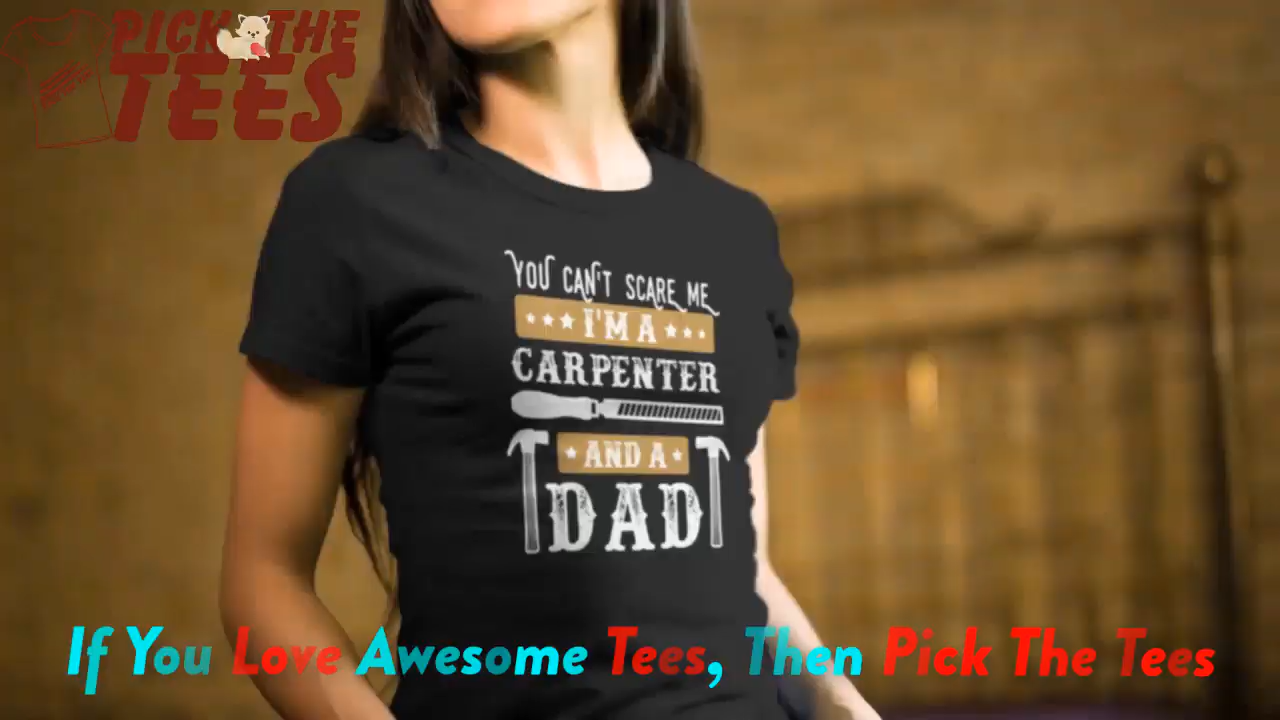 PICK THE
TEES
YOU CAN'T SCARE ME
I'M A
CARPENTER
AND A
DAD
If You Love Awesome Tees, Then Pick The Tees